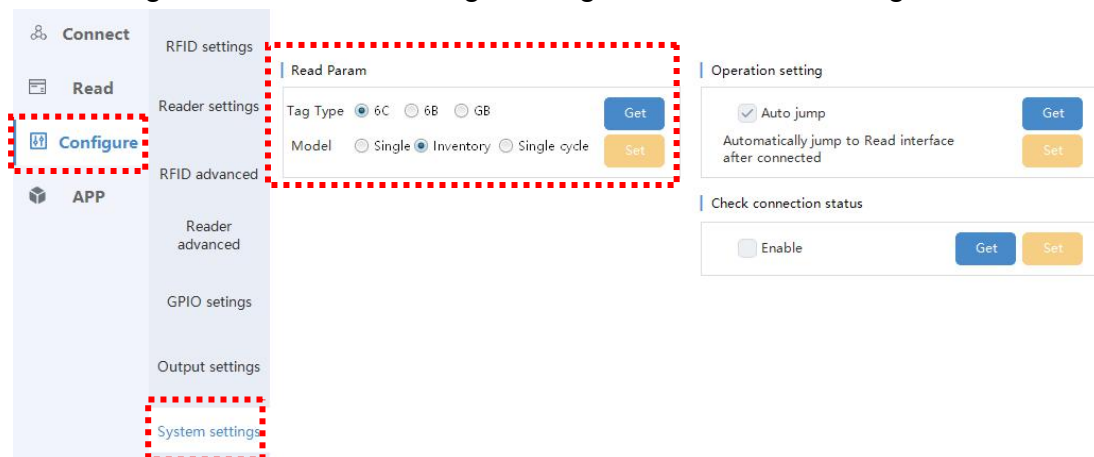 Connect
Read
Configure
APP
RFID settings
Reader settings
RFID advanced
Reader
advanced
GPIO setings
Output settings
System settings
Read Param
Tag Type 6C 6B GB
Get
Model Single Inventory Single cycle
Set
Operation setting
Auto jump
Get
Automatically jump to Read interface
after connected
Set
Check connection status
Enable
Get
Set